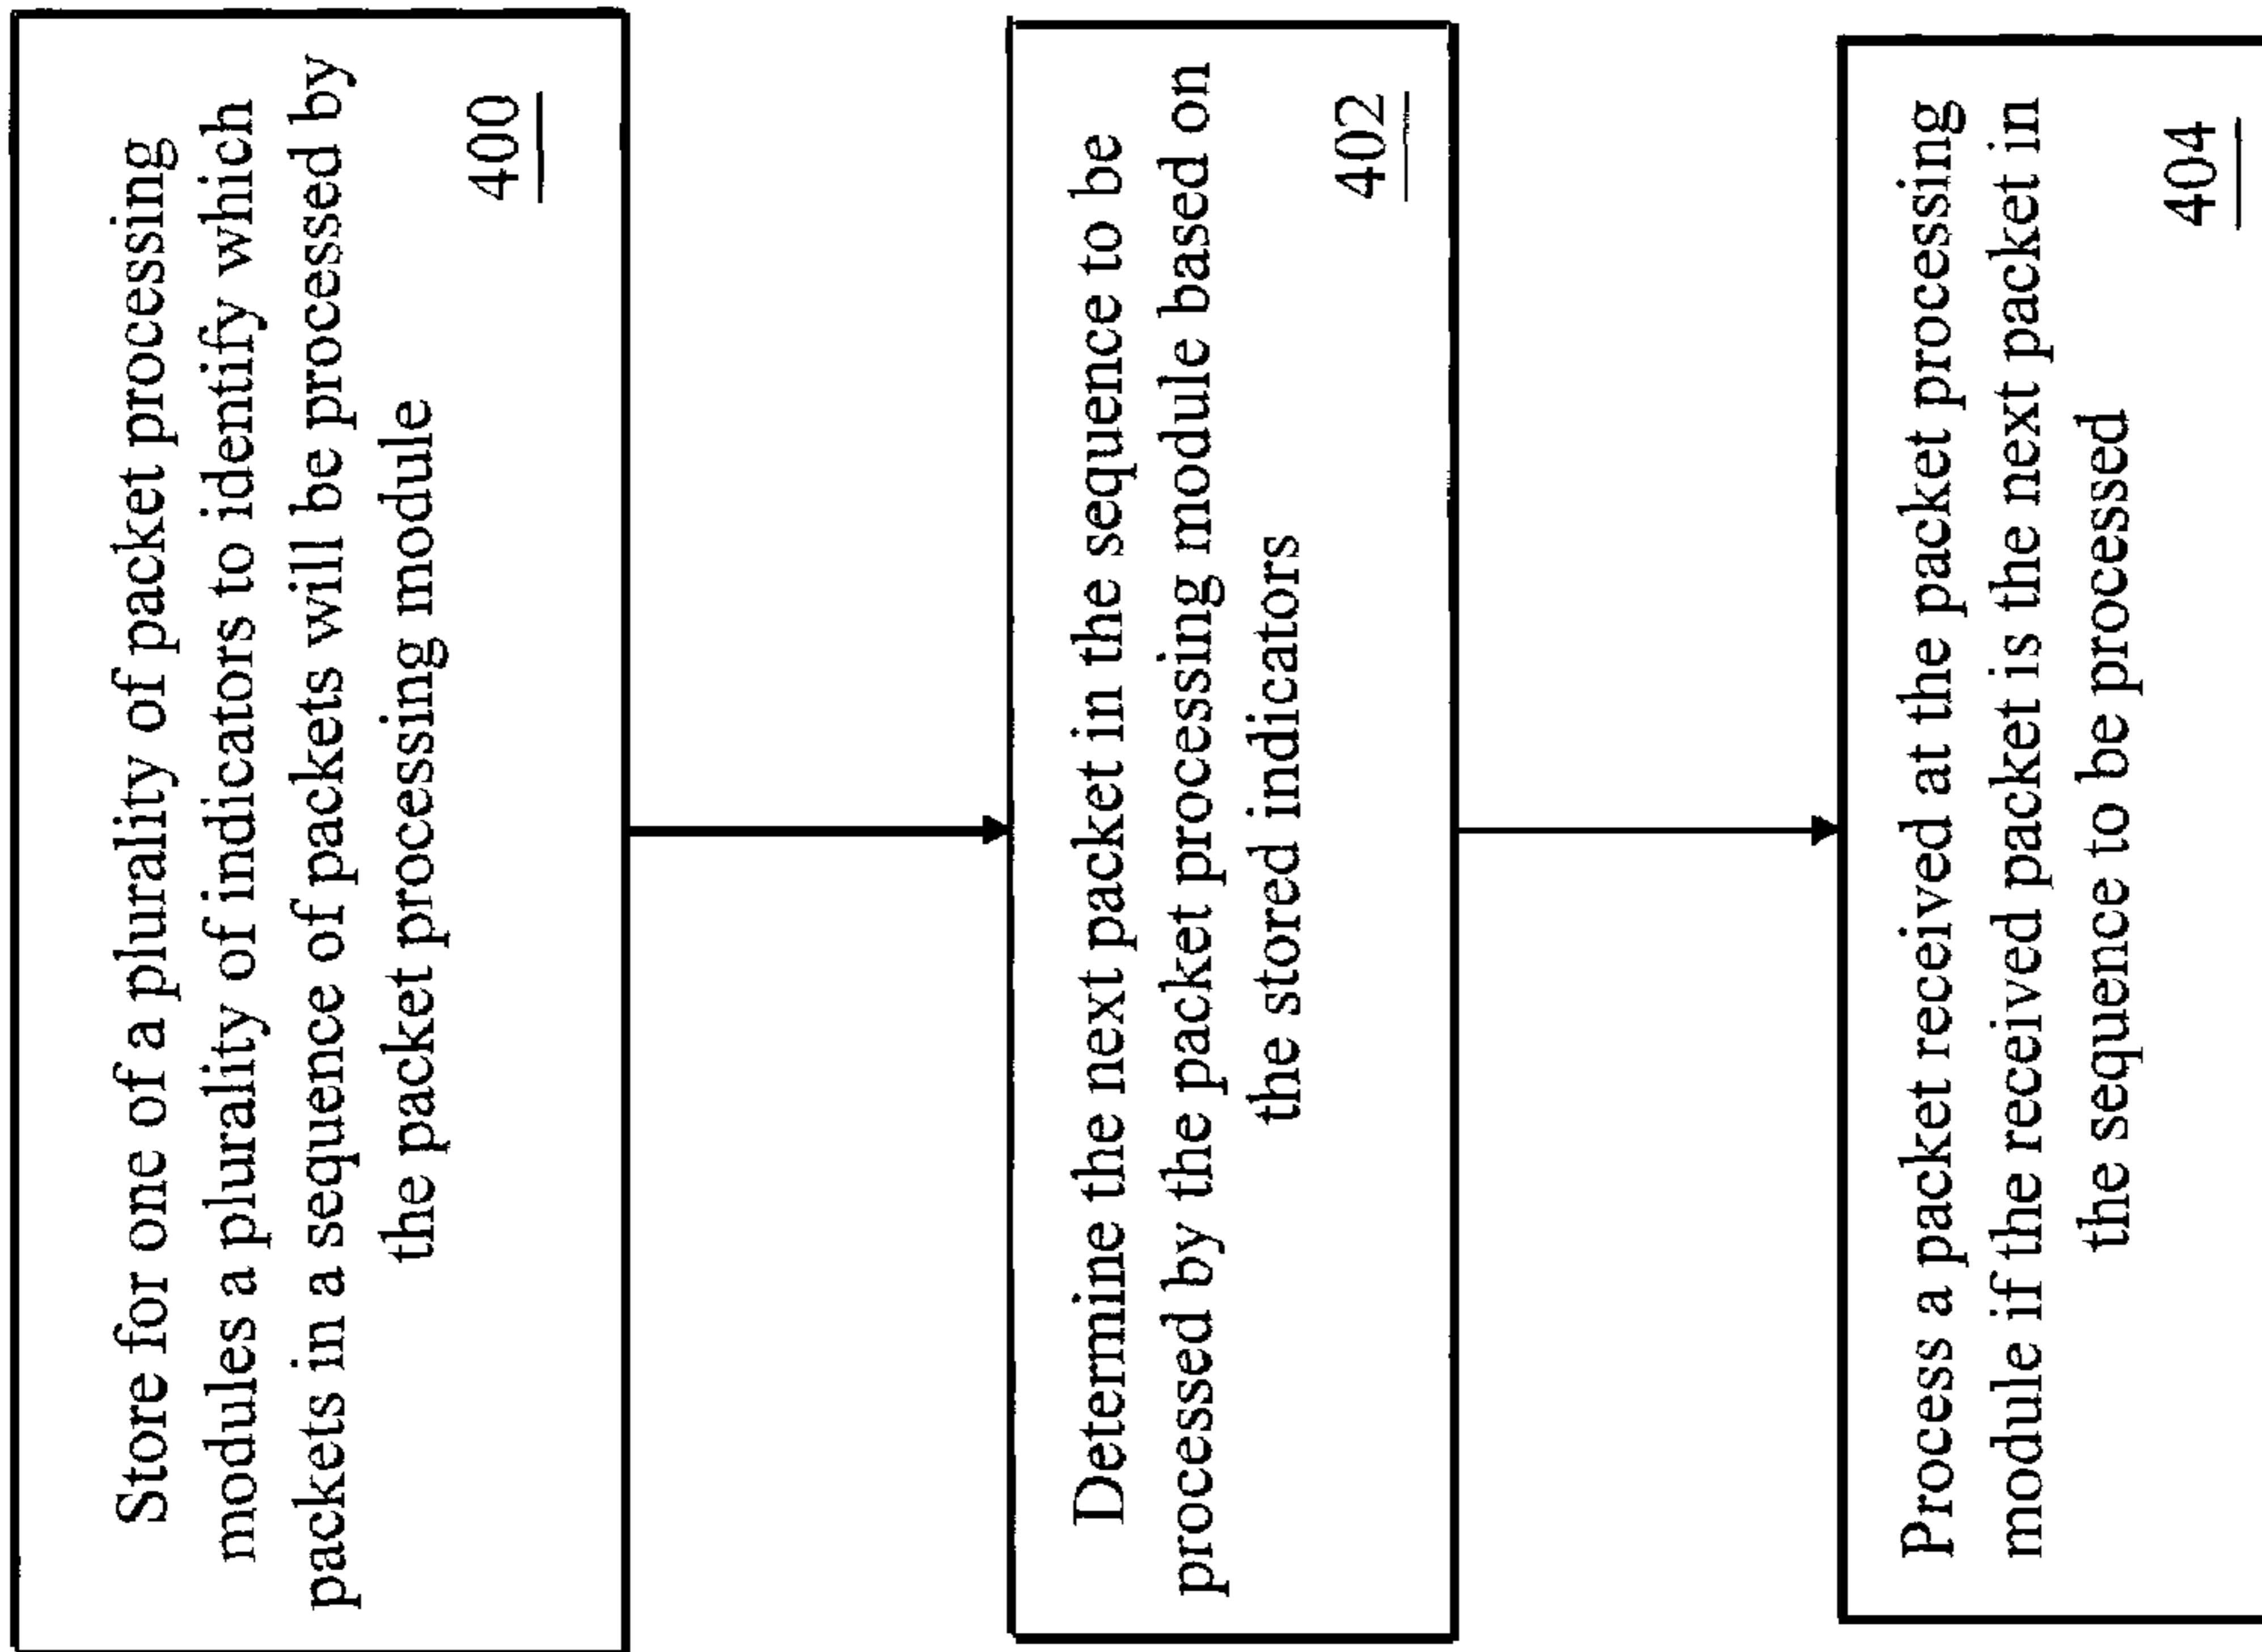 Store for one of a plurality of packet processing
modules a plurality of indicators to identify which
packets in a sequence of packets will be processed by
the packet processing module
400
Determine the next packet in the sequence to be
processed by the packet processing module based on
the stored indicators
402
Process a packet received at the packet processing
module if the received packet is the next packet in
the sequence to be processed
404